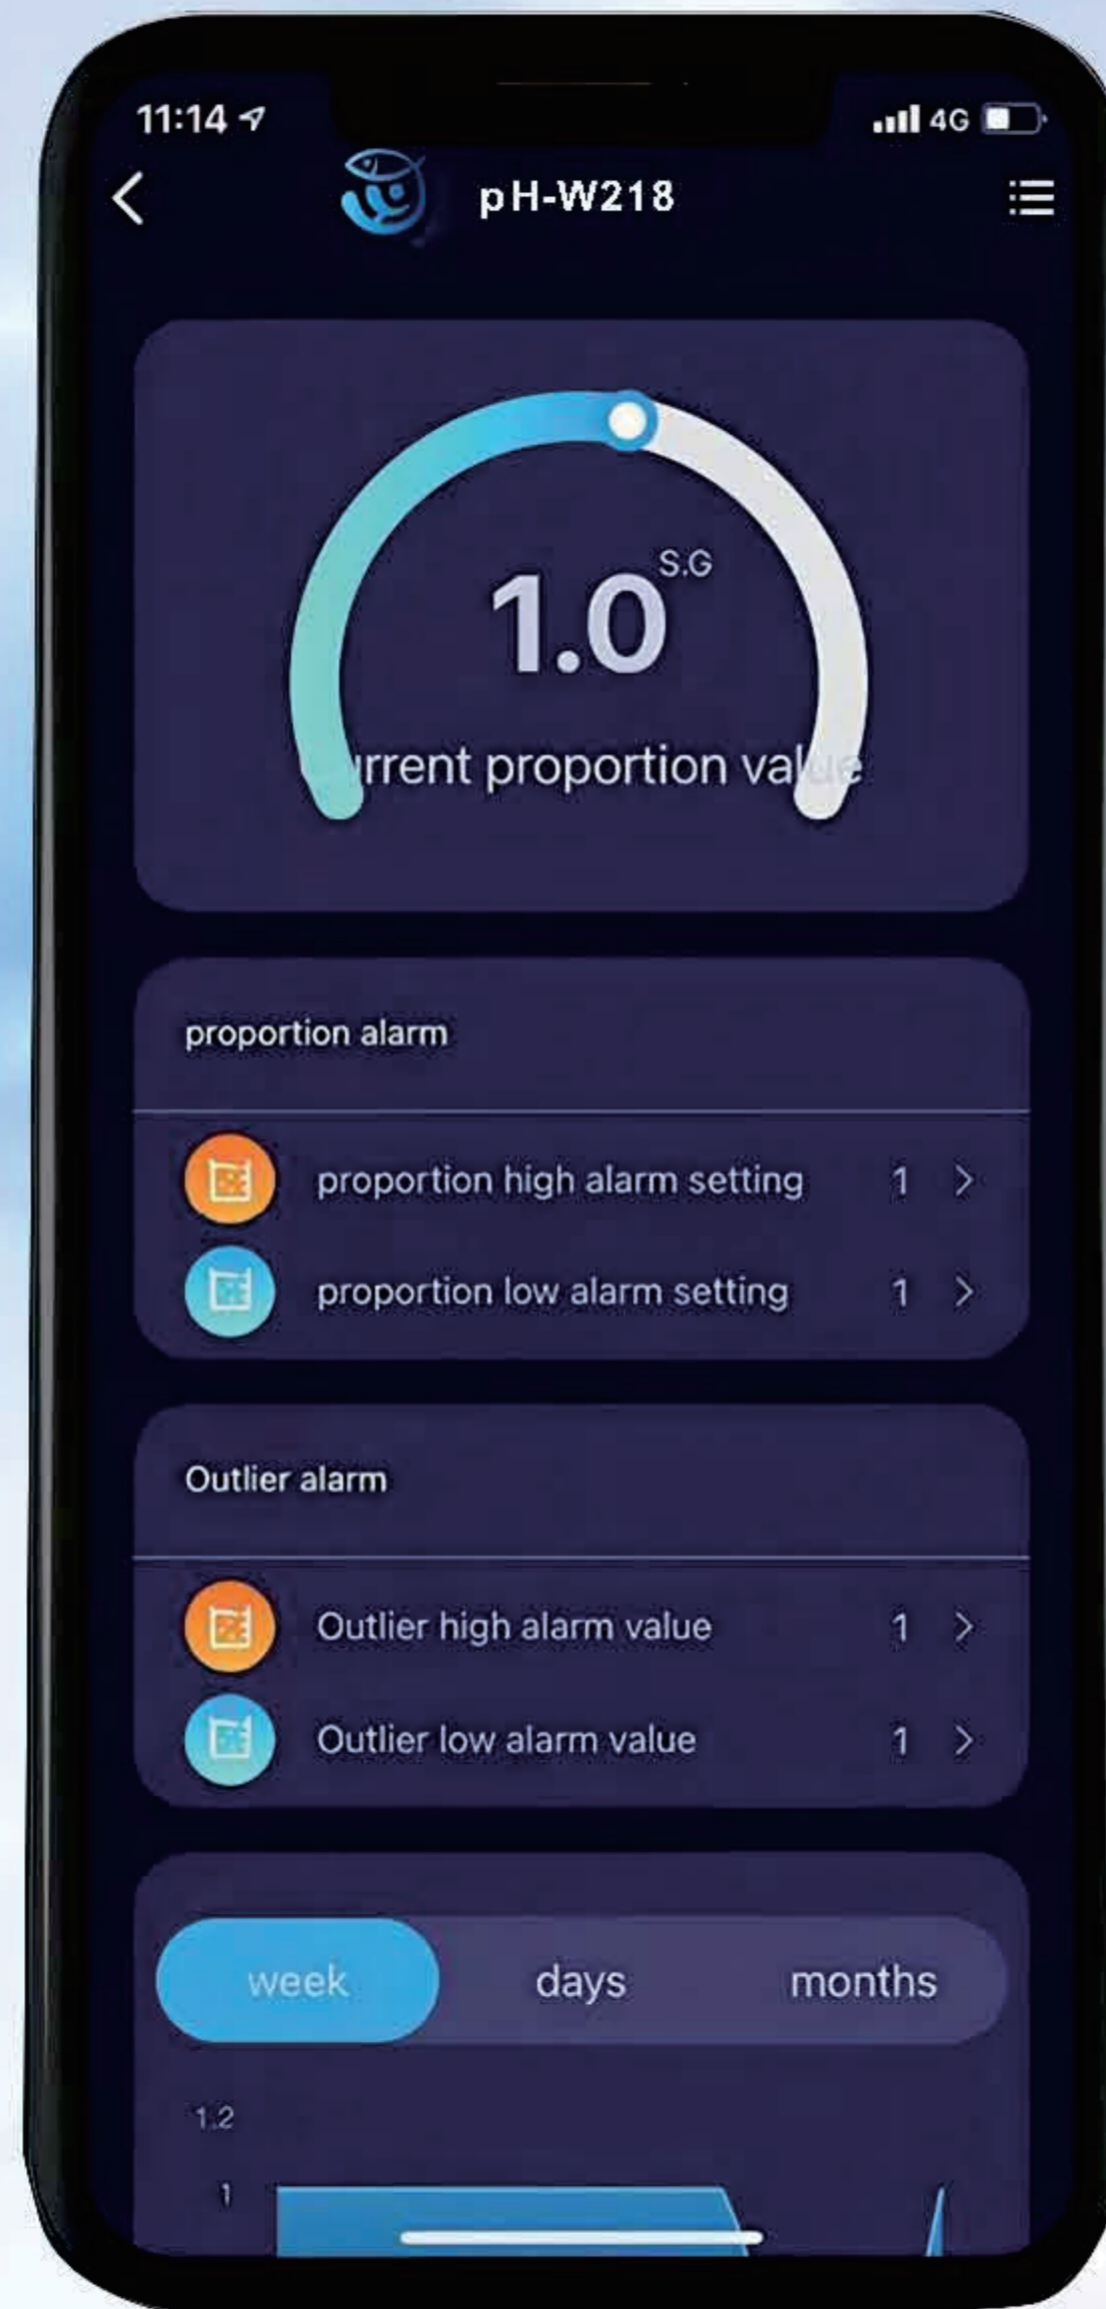 11:14
4G
pH-W218
S.G
1.0
urrent proportion value
proportion alarm
proportion high alarm setting 1
proportion low alarm setting 1
Outlier alarm
Outlier high alarm value 1
Outlier low alarm value 1
week days months
1.2
1